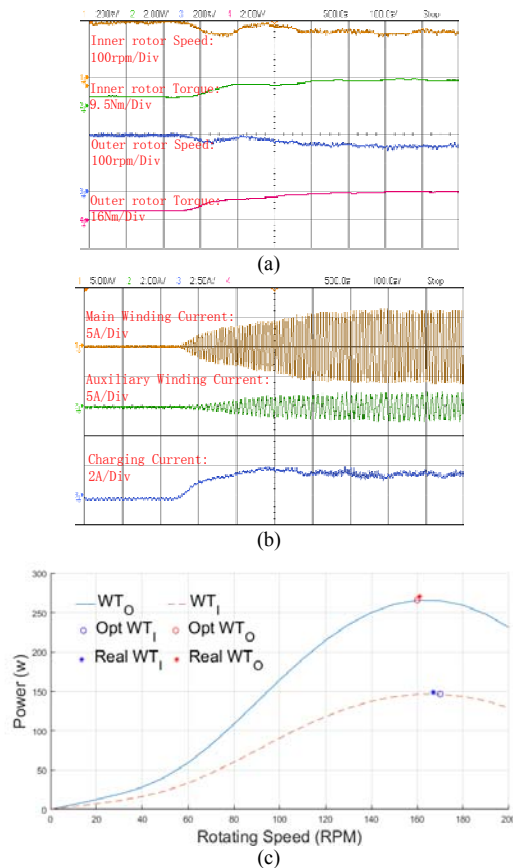 Inner rotor Speed:
100rpm/Div
Inner rotor Torque:
9.5Nm/Div
Outer rotor Speed:
100rpm/Div
Outer rotor Torque:
16Nm/Div
(a)
Main Winding Current:
5A/Div
Auxiliary Winding Current:
5A/Div
Charging Current:
2A/Div
(b)
300
250
200
150
100
50
0
Power (w)
WT_O
WT_I
Opt WT_I
Opt WT_O
Real WT_I
Real WT_O
0 20 40 60 80 100 120 140 160 180 200
Rotating Speed (RPM)
(c)